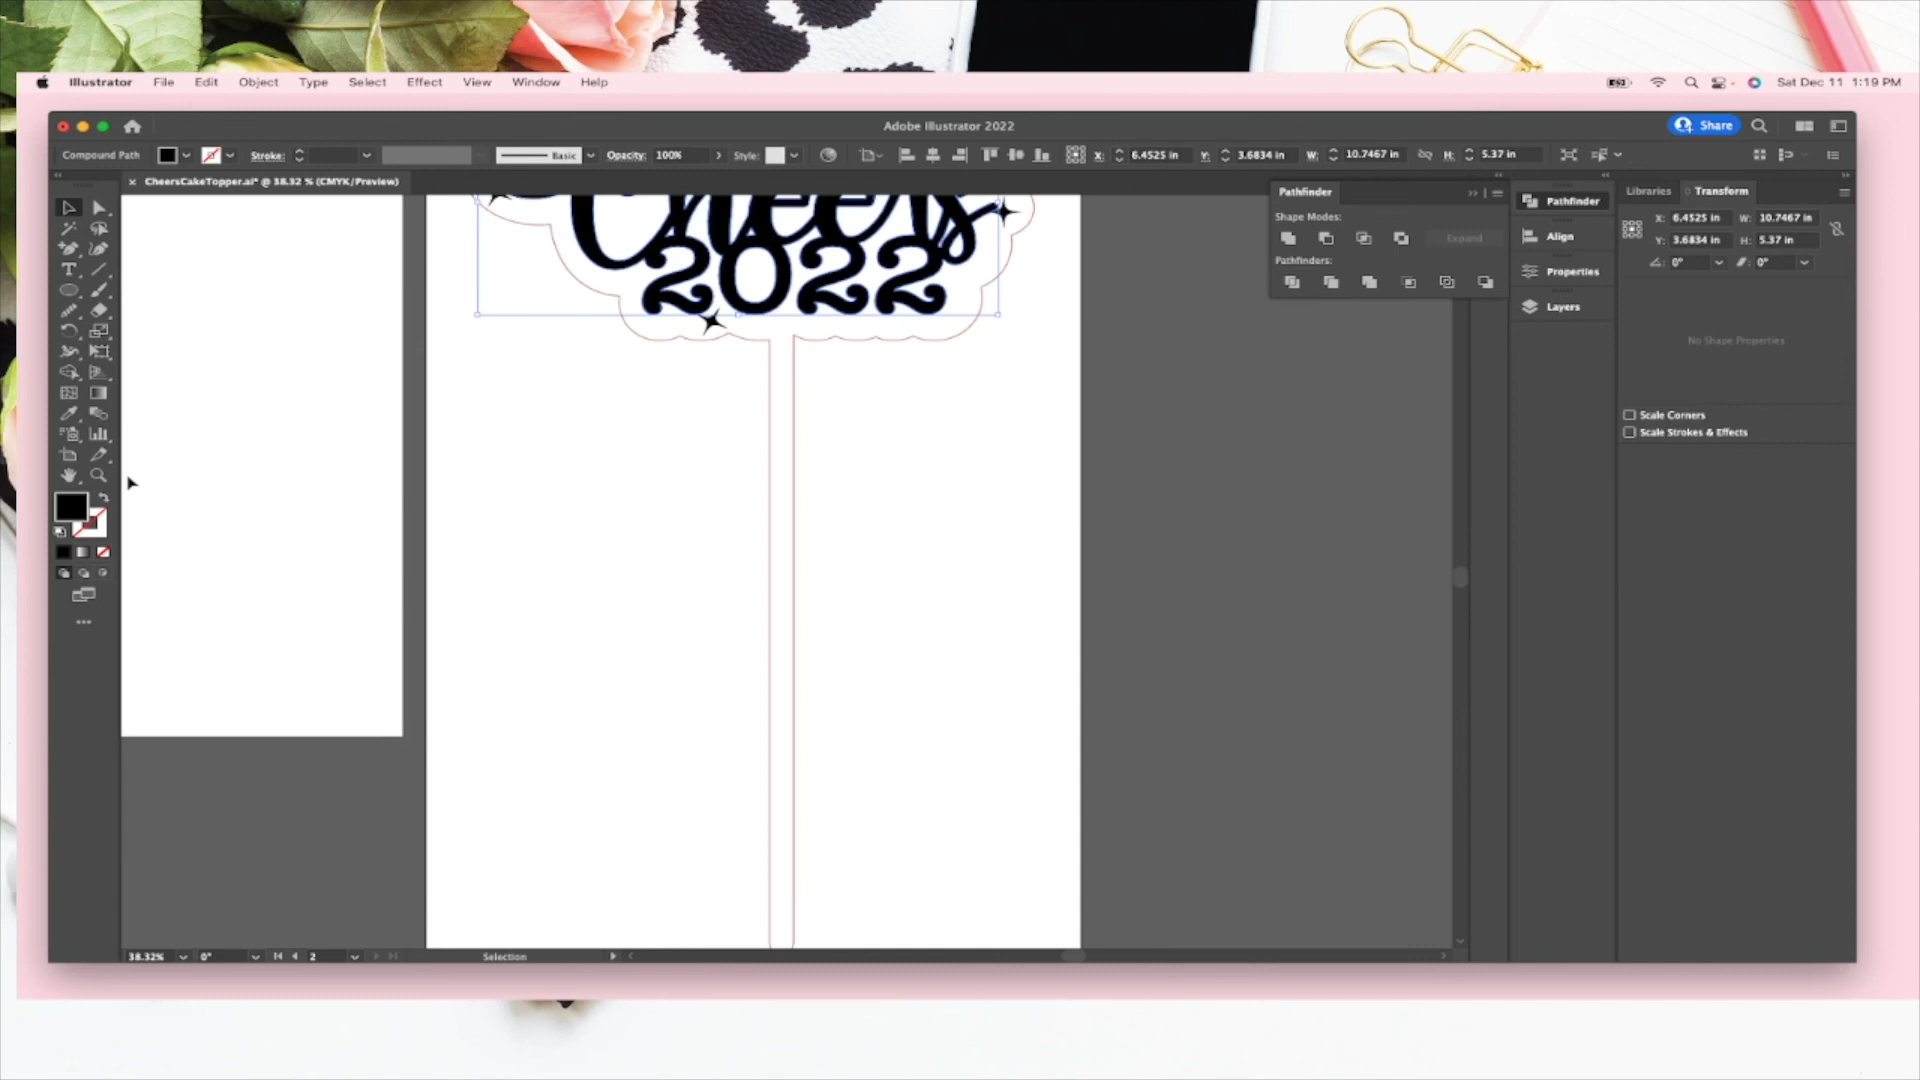 Illustrator File Edit Object Type Select Effect View Window Help
Sat Dec 11 1:19 PM
Adobe Illustrator 2022
Share
Compound Path
Stroke:
Basic
Opacity: 100%
Style:
X: 6.4525 in
Y: 3.6834 in
W: 10.7467 in
H: 5.37 in
CheersCakeTopper.ai* @ 38.32 % (CMYK/Preview)
Cheers
2022
Pathfinder
Shape Modes:
Expand
Pathfinders:
Pathfinder
Align
Properties
Layers
Libraries
Transform
X: 6.4525 in
W: 10.7467 in
Y: 3.6834 in
H: 5.37 in
0°
0°
No Shape Properties
Scale Corners
Scale Strokes & Effects
38.32%
0°
2
Selection